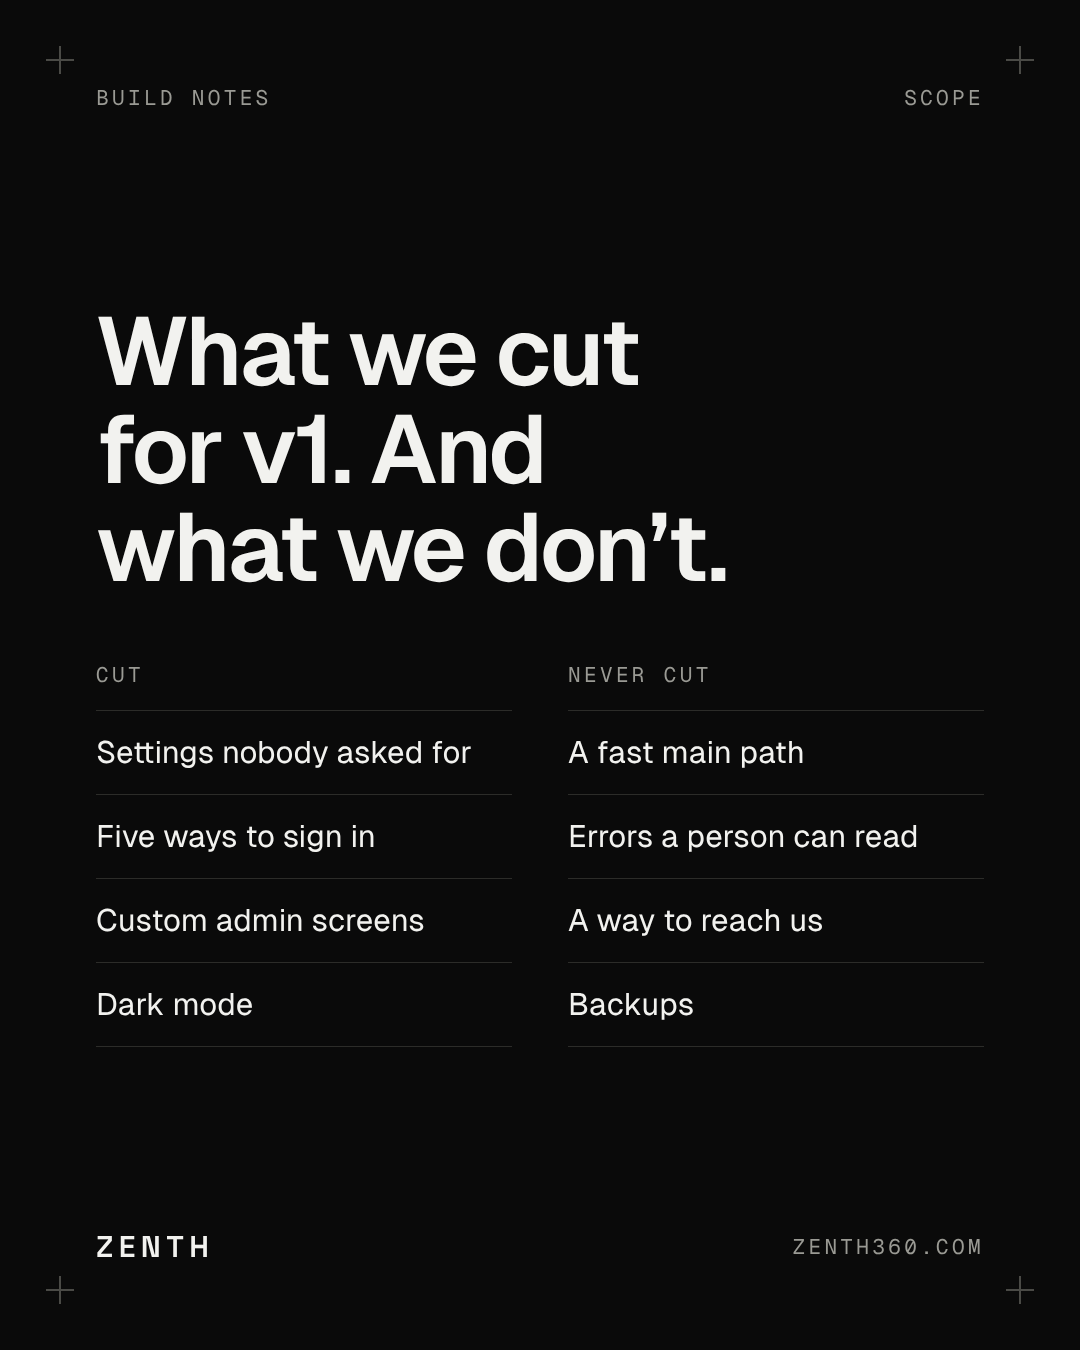 BUILD NOTES
SCOPE
What we cut
for v1. And
what we don’t.
CUT
Settings nobody asked for
Five ways to sign in
Custom admin screens
Dark mode
NEVER CUT
A fast main path
Errors a person can read
A way to reach us
Backups
ZENTH
ZENTH360.COM